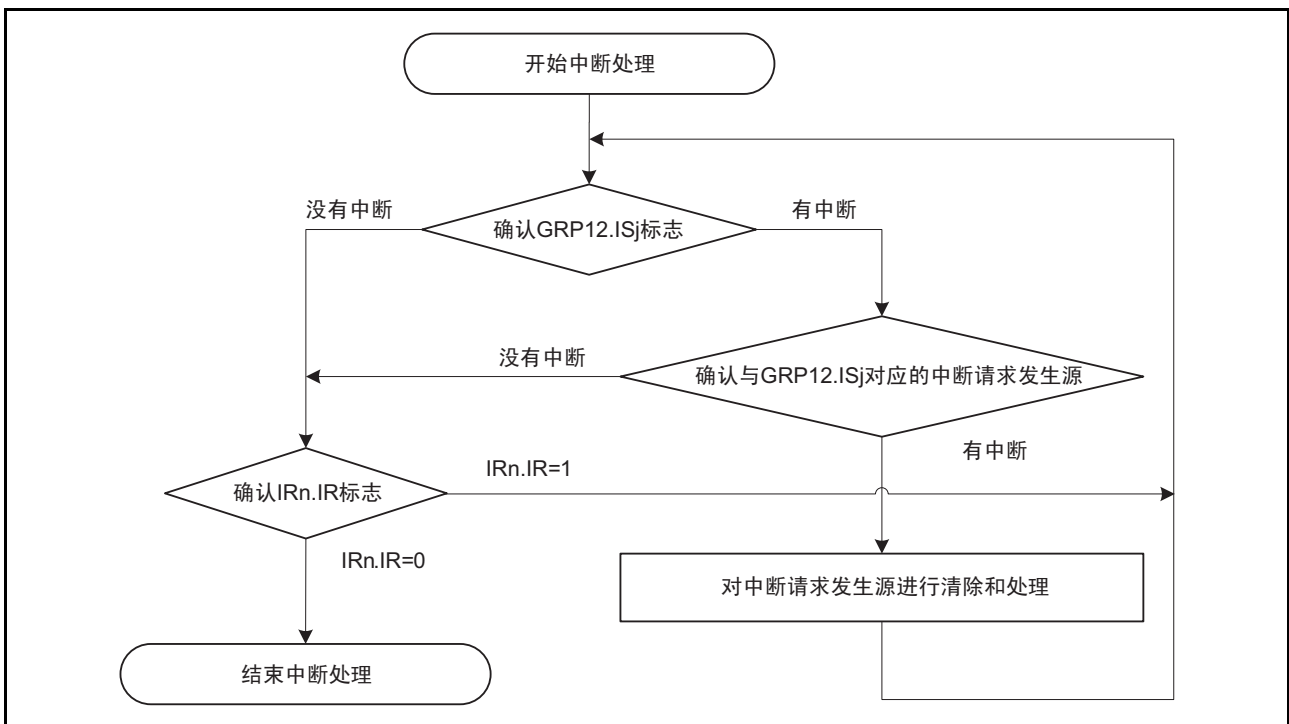 开始中断处理
没有中断
有中断
确认GRP12.ISj标志
没有中断
确认与GRP12.ISj对应的中断请求发生源
有中断
IRn.IR=1
确认IRn.IR标志
IRn.IR=0
对中断请求发生源进行清除和处理
结束中断处理